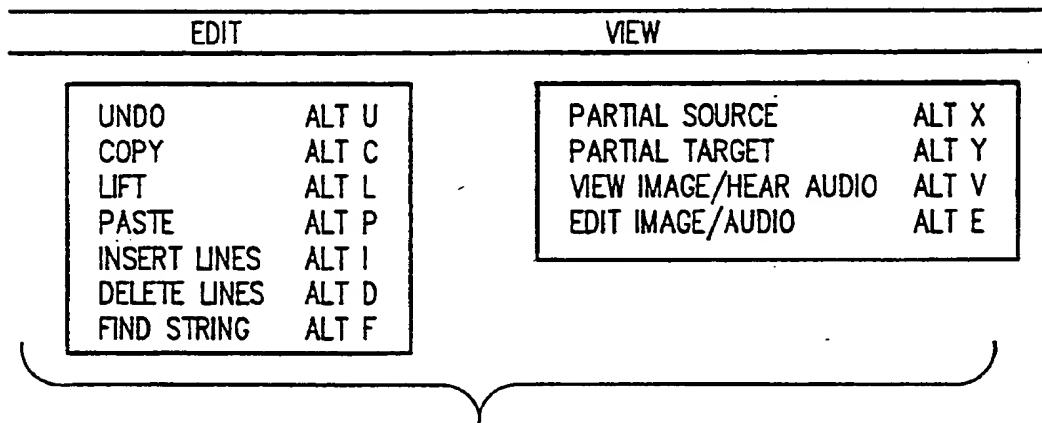 EDIT VIEW
UNDO ALT U
COPY ALT C
LIFT ALT L
PASTE ALT P
INSERT LINES ALT I
DELETE LINES ALT D
FIND STRING ALT F
PARTIAL SOURCE ALT X
PARTIAL TARGET ALT Y
VIEW IMAGE/HEAR AUDIO ALT V
EDIT IMAGE/AUDIO ALT E